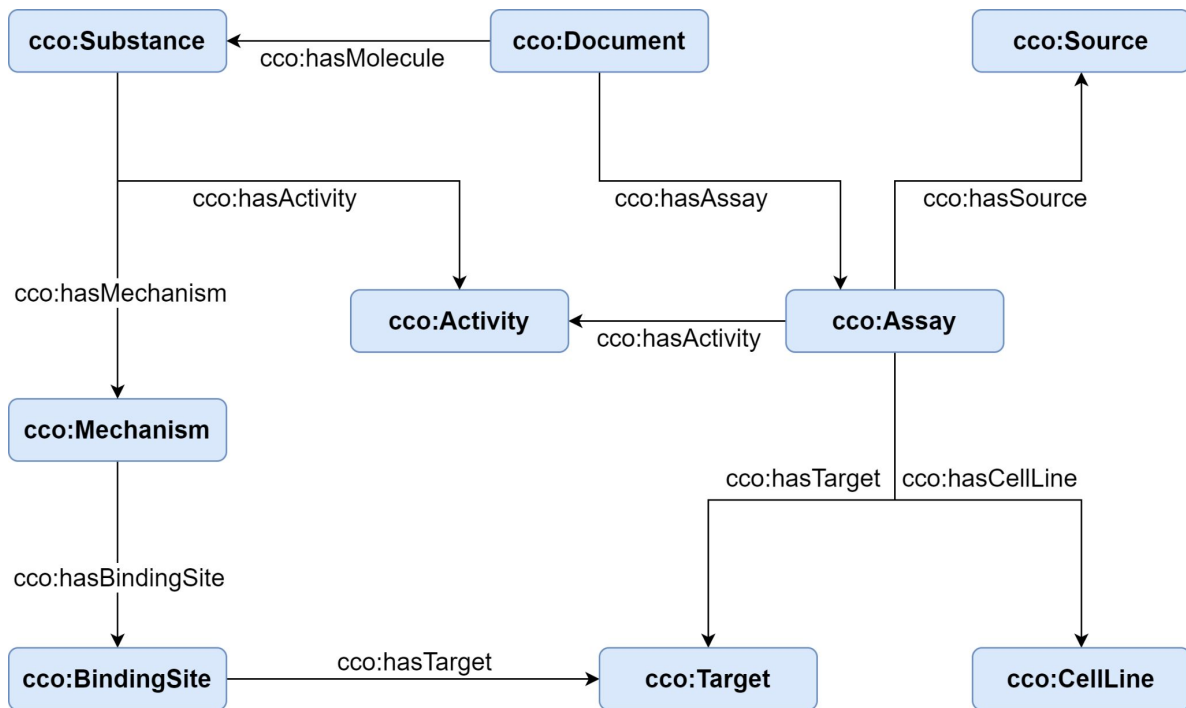 cco:Substance
cco:Document
cco:Source
cco:hasMolecule
cco:hasActivity
cco:hasAssay
cco:hasSource
cco:hasMechanism
cco:Activity
cco:Assay
cco:hasActivity
cco:Mechanism
cco:hasTarget
cco:hasCellLine
cco:hasBindingSite
cco:hasTarget
cco:BindingSite
cco:Target
cco:CellLine